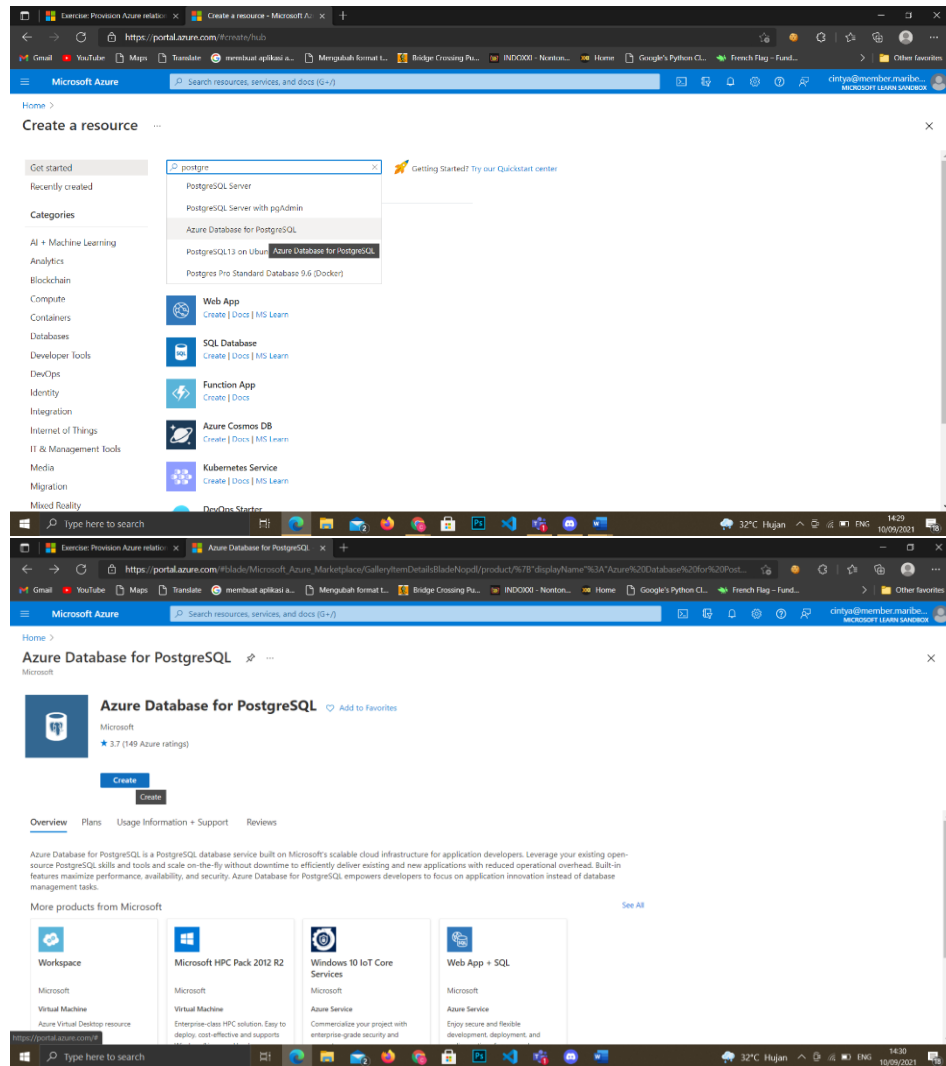 Exercise: Provision Azure relation
Create a resource - Microsoft Az
https://portal.azure.com/#create/hub
Gmail YouTube Maps Translate membuat aplikasi a... Mengubah format t... Bridge Crossing Pu... INDOXXI - Nonton... Home Google's Python Cl... French Flag – Fund... Other favorites
Microsoft Azure Search resources, services, and docs (G+/) cintya@member.maribe...
MICROSOFT LEARN SANDBOX
Home >
Create a resource ...
Get started
Recently created
Categories
AI + Machine Learning
Analytics
Blockchain
Compute
Containers
Databases
Developer Tools
DevOps
Identity
Integration
Internet of Things
IT & Management Tools
Media
Migration
Mixed Reality
postgre
Getting Started? Try our Quickstart center
PostgreSQL Server
PostgreSQL Server with pgAdmin
Azure Database for PostgreSQL
PostgreSQL13 on Ubun
Azure Database for PostgreSQL
Postgres Pro Standard Database 9.6 (Docker)
Web App
Create | Docs | MS Learn
SQL Database
Create | Docs | MS Learn
Function App
Create | Docs
Azure Cosmos DB
Create | Docs | MS Learn
Kubernetes Service
Create | Docs | MS Learn
DevOps Starter
Type here to search 32°C Hujan ENG 14:29
10/09/2021
Exercise: Provision Azure relation
Azure Database for PostgreSQL
https://portal.azure.com/#blade/Microsoft_Azure_Marketplace/GalleryItemDetailsBladeNopdl/product/%7B"displayName"%3A"Azure%20Database%20for%20Post...
Gmail YouTube Maps Translate membuat aplikasi a... Mengubah format t... Bridge Crossing Pu... INDOXXI - Nonton... Home Google's Python Cl... French Flag – Fund... Other favorites
Microsoft Azure Search resources, services, and docs (G+/) cintya@member.maribe...
MICROSOFT LEARN SANDBOX
Home >
Azure Database for PostgreSQL ...
Microsoft
Azure Database for PostgreSQL Add to Favorites
Microsoft
3.7 (149 Azure ratings)
Create
Create
Overview Plans Usage Information + Support Reviews
Azure Database for PostgreSQL is a PostgreSQL database service built on Microsoft's scalable cloud infrastructure for application developers. Leverage your existing open-
source PostgreSQL skills and tools and scale on-the-fly without downtime to efficiently deliver existing and new applications with reduced operational overhead. Built-in
features maximize performance, availability, and security. Azure Database for PostgreSQL empowers developers to focus on application innovation instead of database
management tasks.
More products from Microsoft See All
Workspace
Microsoft
Virtual Machine
Azure Virtual Desktop resource
Microsoft HPC Pack 2012 R2
Microsoft
Virtual Machine
Enterprise-class HPC solution. Easy to
deploy, cost-effective and supports
Windows 10 IoT Core
Services
Microsoft
Azure Service
Commercialize your project with
enterprise-grade security and
Web App + SQL
Microsoft
Azure Service
Enjoy secure and flexible
development, deployment, and
https://portal.azure.com/#
Type here to search 32°C Hujan ENG 14:30
10/09/2021